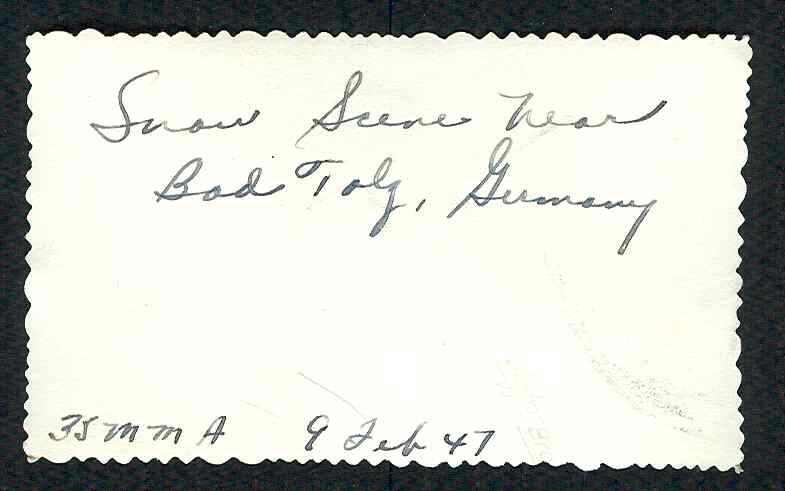 Snow Scene Near
Bad Tolz, Germany
35mm A 9 Feb 47